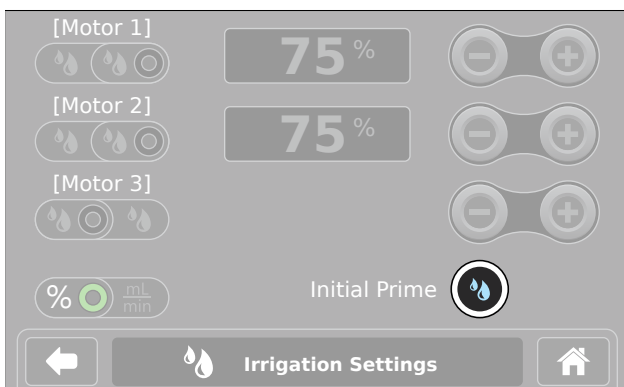 [Motor 1]
75 %
[Motor 2]
75 %
[Motor 3]
% mL/min
Initial Prime
Irrigation Settings